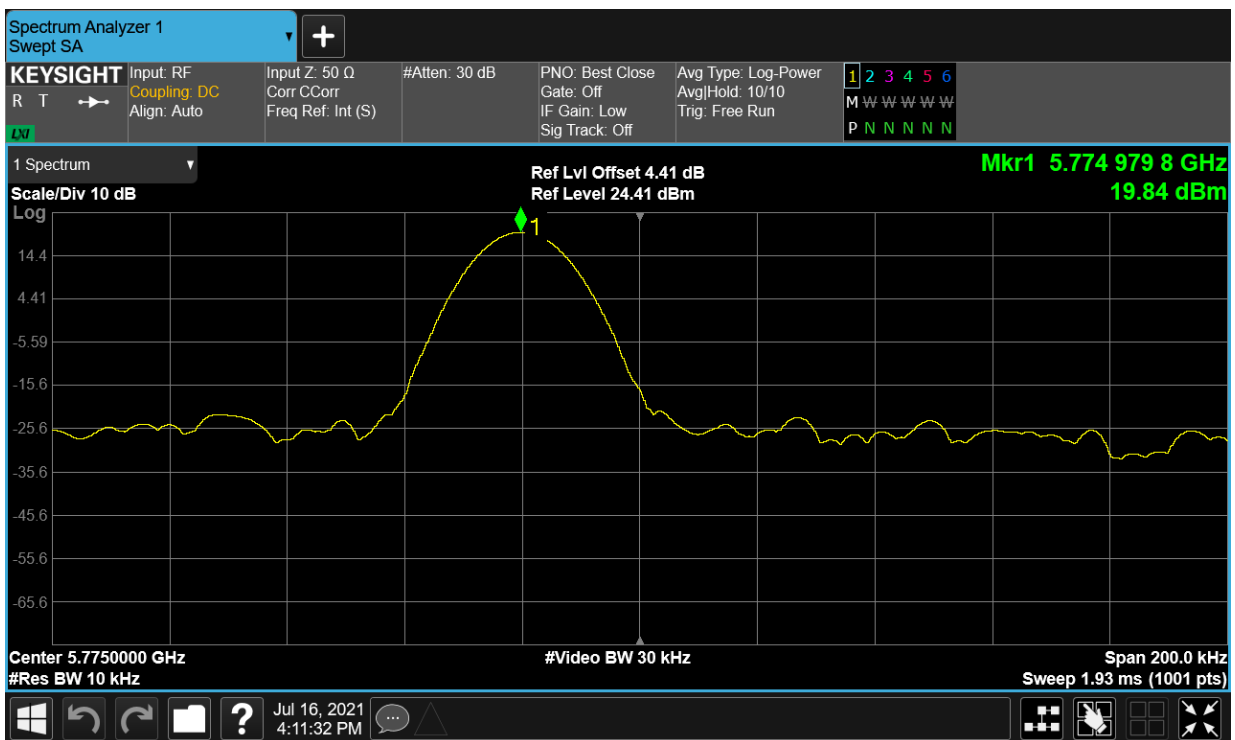 Spectrum Analyzer 1
Swept SA
KEYSIGHT
R T
LXI
Input: RF
Coupling: DC
Align: Auto
Input Z: 50 Ω
Corr CCorr
Freq Ref: Int (S)
#Atten: 30 dB
PNO: Best Close
Gate: Off
IF Gain: Low
Sig Track: Off
Avg Type: Log-Power
Avg|Hold: 10/10
Trig: Free Run
1 2 3 4 5 6
M W W W W W
P N N N N N
1 Spectrum
Scale/Div 10 dB
Log
Ref Lvl Offset 4.41 dB
Ref Level 24.41 dBm
Mkr1 5.774 979 8 GHz
19.84 dBm
1
14.4
4.41
-5.59
-15.6
-25.6
-35.6
-45.6
-55.6
-65.6
Center 5.7750000 GHz
#Res BW 10 kHz
#Video BW 30 kHz
Span 200.0 kHz
Sweep 1.93 ms (1001 pts)
?
Jul 16, 2021
4:11:32 PM